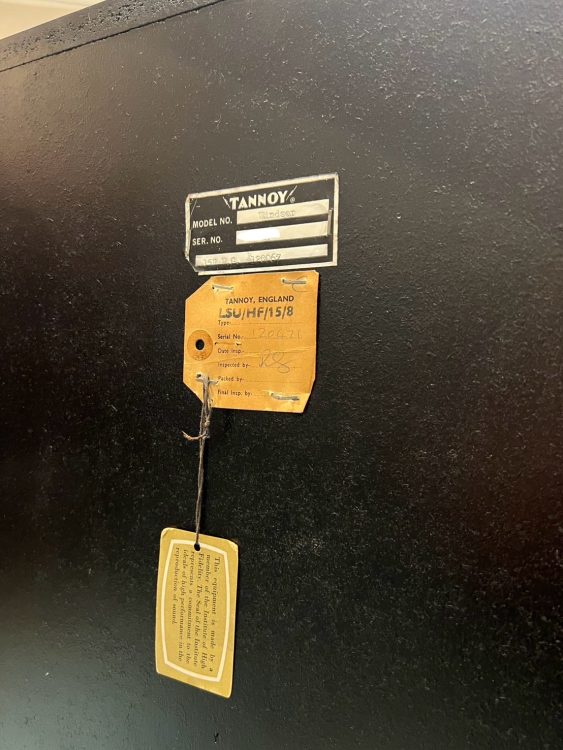 TANNOY ®
MODEL NO. Windsor
SER. NO.
TANNOY, ENGLAND
LSU/HF/15/8
Type
Serial No. 120471
Date insp.
Inspected by
Packed by
Final Insp. by
This equipment is made by a
member of the Institute of High
Fidelity. The Seal of the Institute
represents a commitment to the
ideals of high performance in the
reproduction of sound.